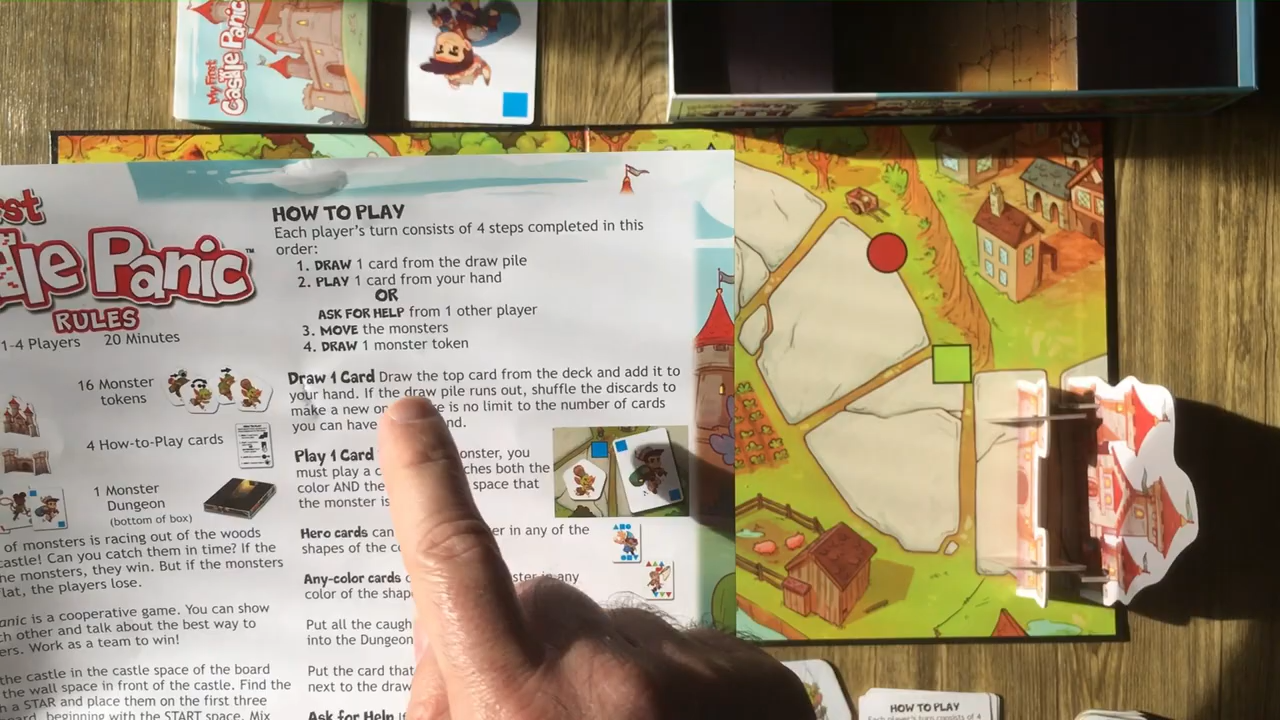 My First
Castle Panic
Castle Panic
RULES
1-4 Players 20 Minutes
16 Monster
tokens
4 How-to-Play cards
1 Monster
Dungeon
(bottom of box)
of monsters is racing out of the woods
castle! Can you catch them in time? If the
monsters, they win. But if the monsters
flat, the players lose.
is a cooperative game. You can show
other and talk about the best way to
Work as a team to win!
the castle in the castle space of the board
the wall space in front of the castle. Find the
a STAR and place them on the first three
beginning with the START space. Mix
HOW TO PLAY
Each player's turn consists of 4 steps completed in this
order:
1. DRAW 1 card from the draw pile
2. PLAY 1 card from your hand
OR
ASK FOR HELP from 1 other player
3. MOVE the monsters
4. DRAW 1 monster token
Draw 1 Card Draw the top card from the deck and add it to
your hand. If the draw pile runs out, shuffle the discards to
make a new is no limit to the number of cards
you can have
Play 1 Card you
must play a both the
color AND the space that
the monster is
Hero cards can in any of the
shapes of the
Any-color cards any
color of the
Put all the
into the Dungeon
Put the card that
next to the
Ask for Help
HOW TO PLAY
Each player's turn consists of 4